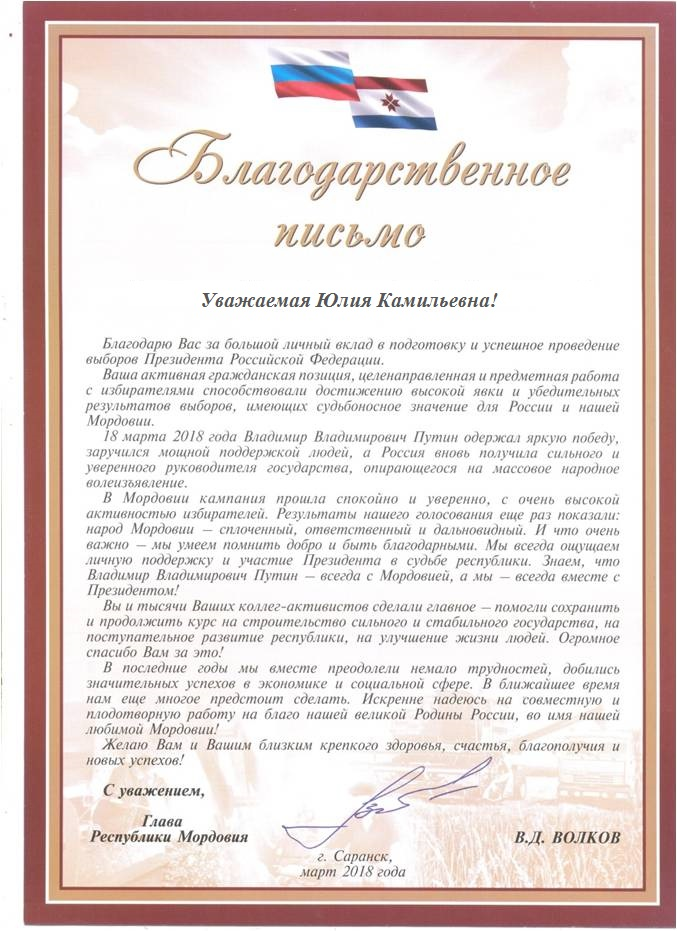 Благодарственное
письмо
Уважаемая Юлия Камильевна!
Благодарю Вас за большой личный вклад в подготовку и успешное проведение
выборов Президента Российской Федерации.
Ваша активная гражданская позиция, целенаправленная и предметная работа
с избирателями способствовали достижению высокой явки и убедительных
результатов выборов, имеющих судьбоносное значение для России и нашей
Мордовии.
18 марта 2018 года Владимир Владимирович Путин одержал яркую победу,
заручился мощной поддержкой людей, а Россия вновь получила сильного и
уверенного руководителя государства, опирающегося на массовое народное
волеизъявление.
В Мордовии кампания прошла спокойно и уверенно, с очень высокой
активностью избирателей. Результаты нашего голосования еще раз показали:
народ Мордовии – сплоченный, ответственный и дальновидный. И что очень
важно – мы умеем помнить добро и быть благодарными. Мы всегда ощущаем
личную поддержку и участие Президента в судьбе республики. Знаем, что
Владимир Владимирович Путин – всегда с Мордовией, а мы – всегда вместе с
Президентом!
Вы и тысячи Ваших коллег-активистов сделали главное – помогли сохранить
и продолжить курс на строительство сильного и стабильного государства, на
поступательное развитие республики, на улучшение жизни людей. Огромное
спасибо Вам за это!
В последние годы мы вместе преодолели немало трудностей, добились
значительных успехов в экономике и социальной сфере. В ближайшее время
нам еще многое предстоит сделать. Искренне надеюсь на совместную и
плодотворную работу на благо нашей великой Родины России, во имя нашей
любимой Мордовии!
Желаю Вам и Вашим близким крепкого здоровья, счастья, благополучия и
новых успехов!
С уважением,
Глава
Республики Мордовия
В.Д. ВОЛКОВ
г. Саранск,
март 2018 года